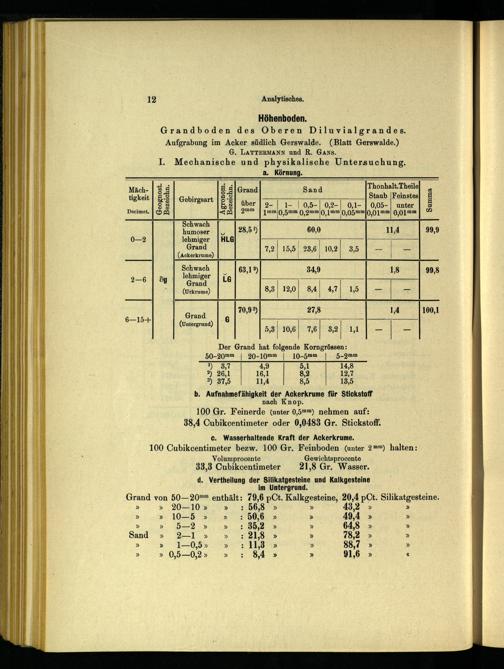 12 Analytisches.
Höhenboden.
Grandboden des Oberen Diluvialgrandes.
Aufgrabung im Acker südlich Gerswalde. (Blatt Gerswalde.)
G. LATTERMANN und R. GANS.
I. Mechanische und physikalische Untersuchung.
a. Körnung.
Mäch- tigkeit Decimet. Geognost. Bezeichn. Gebirgsart Agronom. Bezeichn. Grand über 2mm Sand Thonhalt. Theile Staub Feinstes Summa
2- 1mm 1- 0,5mm 0,5- 0,2mm 0,2- 0,1mm 0,1- 0,05mm 0,05- 0,01mm unter 0,01mm
0—2 Schwach humoser lehmiger Grand (Ackerkrume) H̆LG 28,5 ¹) 60,0 11,4 99,9
7,2 15,5 23,6 10,2 3,5 — —
2—6 ∂g Schwach lehmiger Grand (Urkrume) L̆G 63,1 ²) 34,9 1,8 99,8
8,3 12,0 8,4 4,7 1,5 — —
6—15+ Grand (Untergrund) G 70,9 ³) 27,8 1,4 100,1
5,3 10,6 7,6 3,2 1,1 — —
Der Grand hat folgende Korngrössen:
50-20mm 20-10mm 10-5mm 5-2mm
¹) 3,7 4,9 5,1 14,8
²) 26,1 16,1 8,2 12,7
³) 37,5 11,4 8,5 13,5
b. Aufnahmefähigkeit der Ackerkrume für Stickstoff
nach Knop.
100 Gr. Feinerde (unter 0,5mm) nehmen auf:
38,4 Cubikcentimeter oder 0,0483 Gr. Stickstoff.
c. Wasserhaltende Kraft der Ackerkrume.
100 Cubikcentimeter bezw. 100 Gr. Feinboden (unter 2mm) halten:
Volumprocente Gewichtsprocente
33,3 Cubikcentimeter 21,8 Gr. Wasser.
d. Vertheilung der Silikatgesteine und Kalkgesteine
im Untergrund.
Grand von 50—20mm enthält: 79,6 pCt. Kalkgesteine, 20,4 pCt. Silikatgesteine.
» » 20—10 » » : 56,8 » » 43,2 » »
» » 10—5 » » : 50,6 » » 49,4 » »
» » 5—2 » » : 35,2 » » 64,8 » »
Sand » 2—1 » » : 21,8 » » 78,2 » »
» » 1—0,5 » » : 11,3 » » 88,7 » »
» » 0,5—0,2 » » : 8,4 » » 91,6 » «